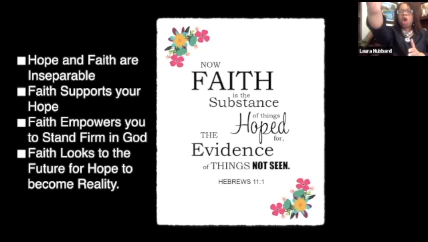 Hope and Faith are
Inseparable
Faith Supports your
Hope
Faith Empowers you
to Stand Firm in God
Faith Looks to the
Future for Hope to
become Reality.
NOW
FAITH
is the
Substance
of things
Hoped
for,
THE
Evidence
of THINGS NOT SEEN.
HEBREWS 11:1
Laura Hubbard